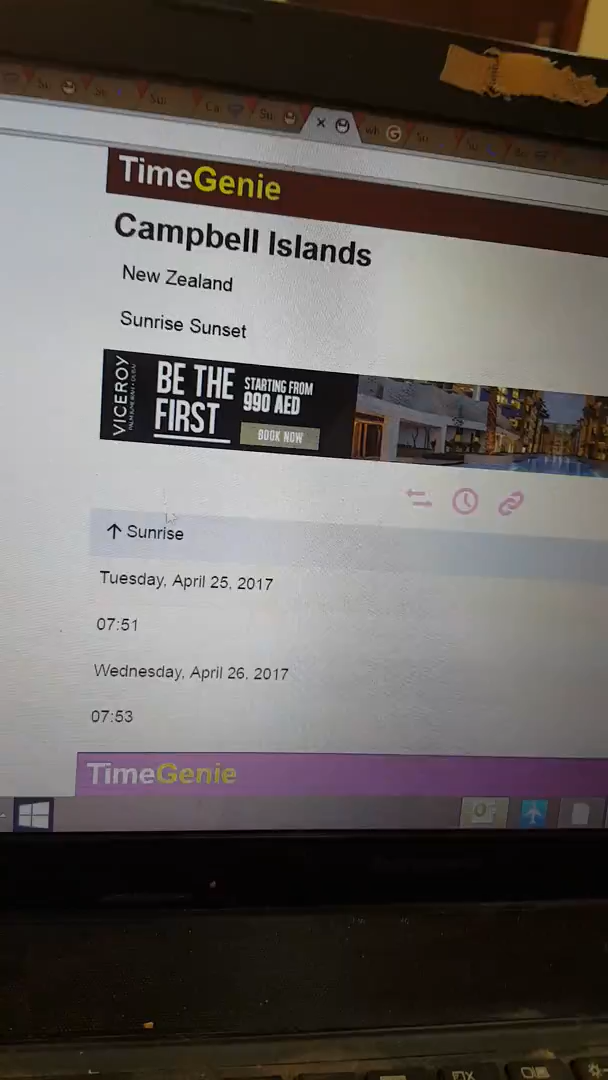 TimeGenie
Campbell Islands
New Zealand
Sunrise Sunset
VICEROY
BE THE
FIRST
STARTING FROM
990 AED
BOOK NOW
↑ Sunrise
Tuesday, April 25, 2017
07:51
Wednesday, April 26, 2017
07:53
TimeGenie